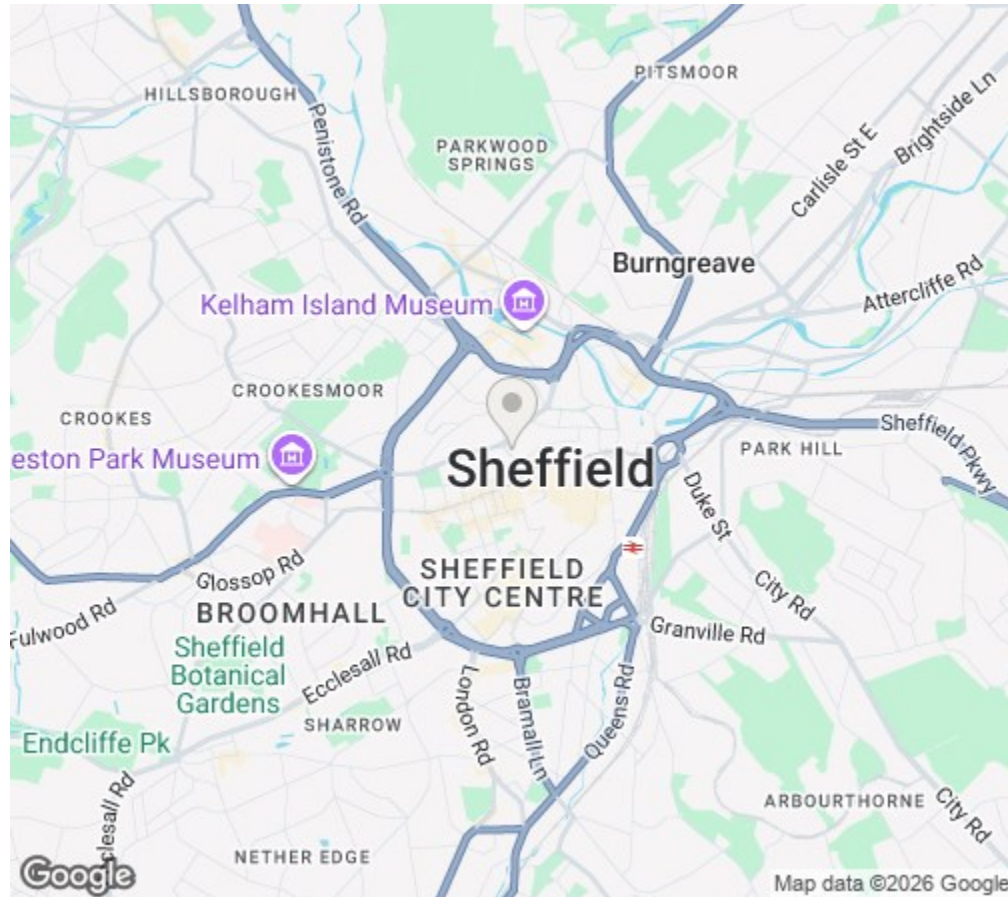 PITSMOOR
HILLSBOROUGH
Penistone Rd
PARKWOOD
SPRINGS
Carlisle St E
Brightside Ln
Burngreave
Attercliffe Rd
Kelham Island Museum
CROOKESMOOR
CROOKES
eston Park Museum
Sheffield
PARK HILL
Sheffield Pkwy
Duke St
SHEFFIELD
CITY CENTRE
Glossop Rd
City Rd
BROOMHALL
Fulwood Rd
Granville Rd
Sheffield
Botanical
Gardens
Ecclesall Rd
London Rd
Bramall Ln
Queens Rd
SHARROW
Endcliffe Pk
clesall Rd
ARBOURTHORNE
City Rd
NETHER EDGE
Google
Map data ©2026 Google